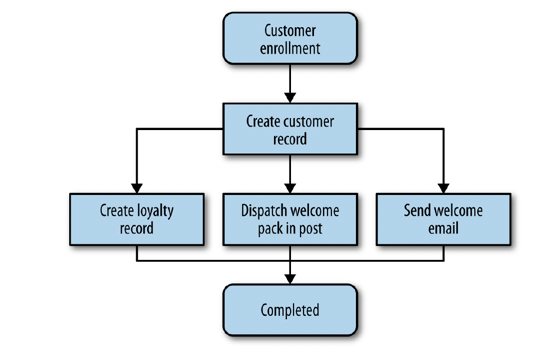 Customer
enrollment
Create customer
record
Create loyalty
record
Dispatch welcome
pack in post
Send welcome
email
Completed